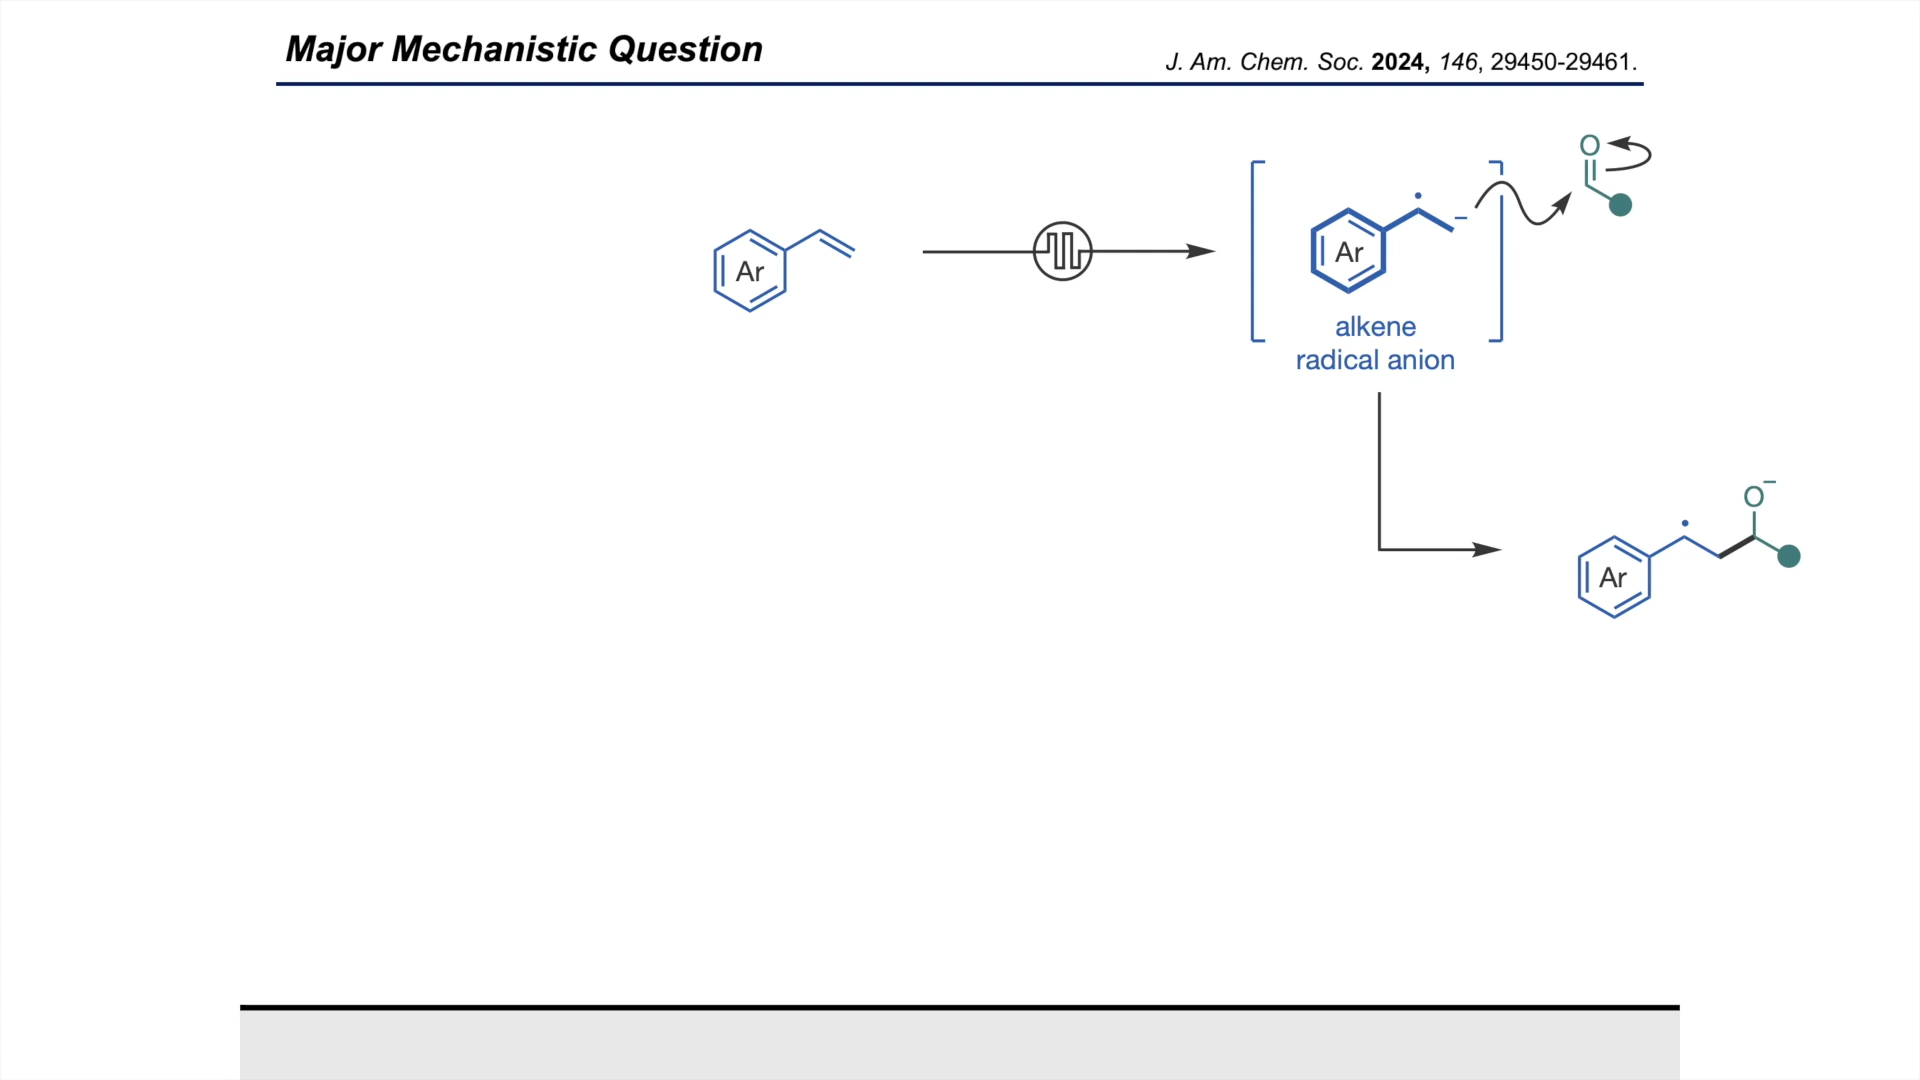 Major Mechanistic Question
J. Am. Chem. Soc. 2024, 146, 29450-29461.
O
Ar
Ar
alkene
radical anion
O⁻
Ar